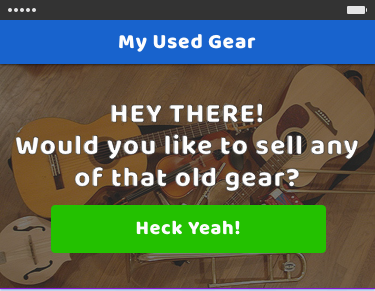 My Used Gear
HEY THERE!
Would you like to sell any
of that old gear?
Heck Yeah!